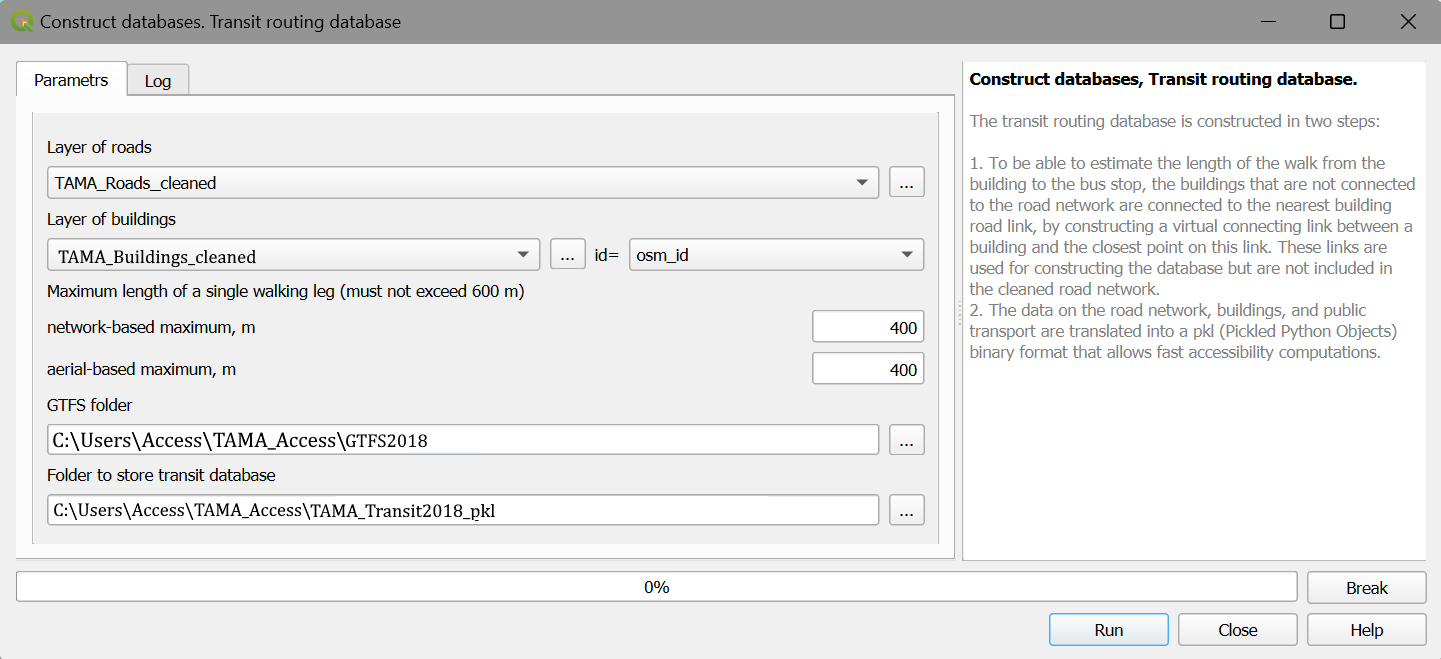 Construct databases. Transit routing database
Parametrs
Log
Layer of roads
TAMA_Roads_cleaned
...
Layer of buildings
TAMA_Buildings_cleaned
...
id=
osm_id
Maximum length of a single walking leg (must not exceed 600 m)
network-based maximum, m
400
aerial-based maximum, m
400
GTFS folder
C:\Users\Access\TAMA_Access\GTFS2018
...
Folder to store transit database
C:\Users\Access\TAMA_Access\TAMA_Transit2018_pkl
...
Construct databases, Transit routing database.
The transit routing database is constructed in two steps:
1. To be able to estimate the length of the walk from the
building to the bus stop, the buildings that are not connected
to the road network are connected to the nearest building
road link, by constructing a virtual connecting link between a
building and the closest point on this link. These links are
used for constructing the database but are not included in
the cleaned road network.
2. The data on the road network, buildings, and public
transport are translated into a pkl (Pickled Python Objects)
binary format that allows fast accessibility computations.
0%
Break
Run
Close
Help